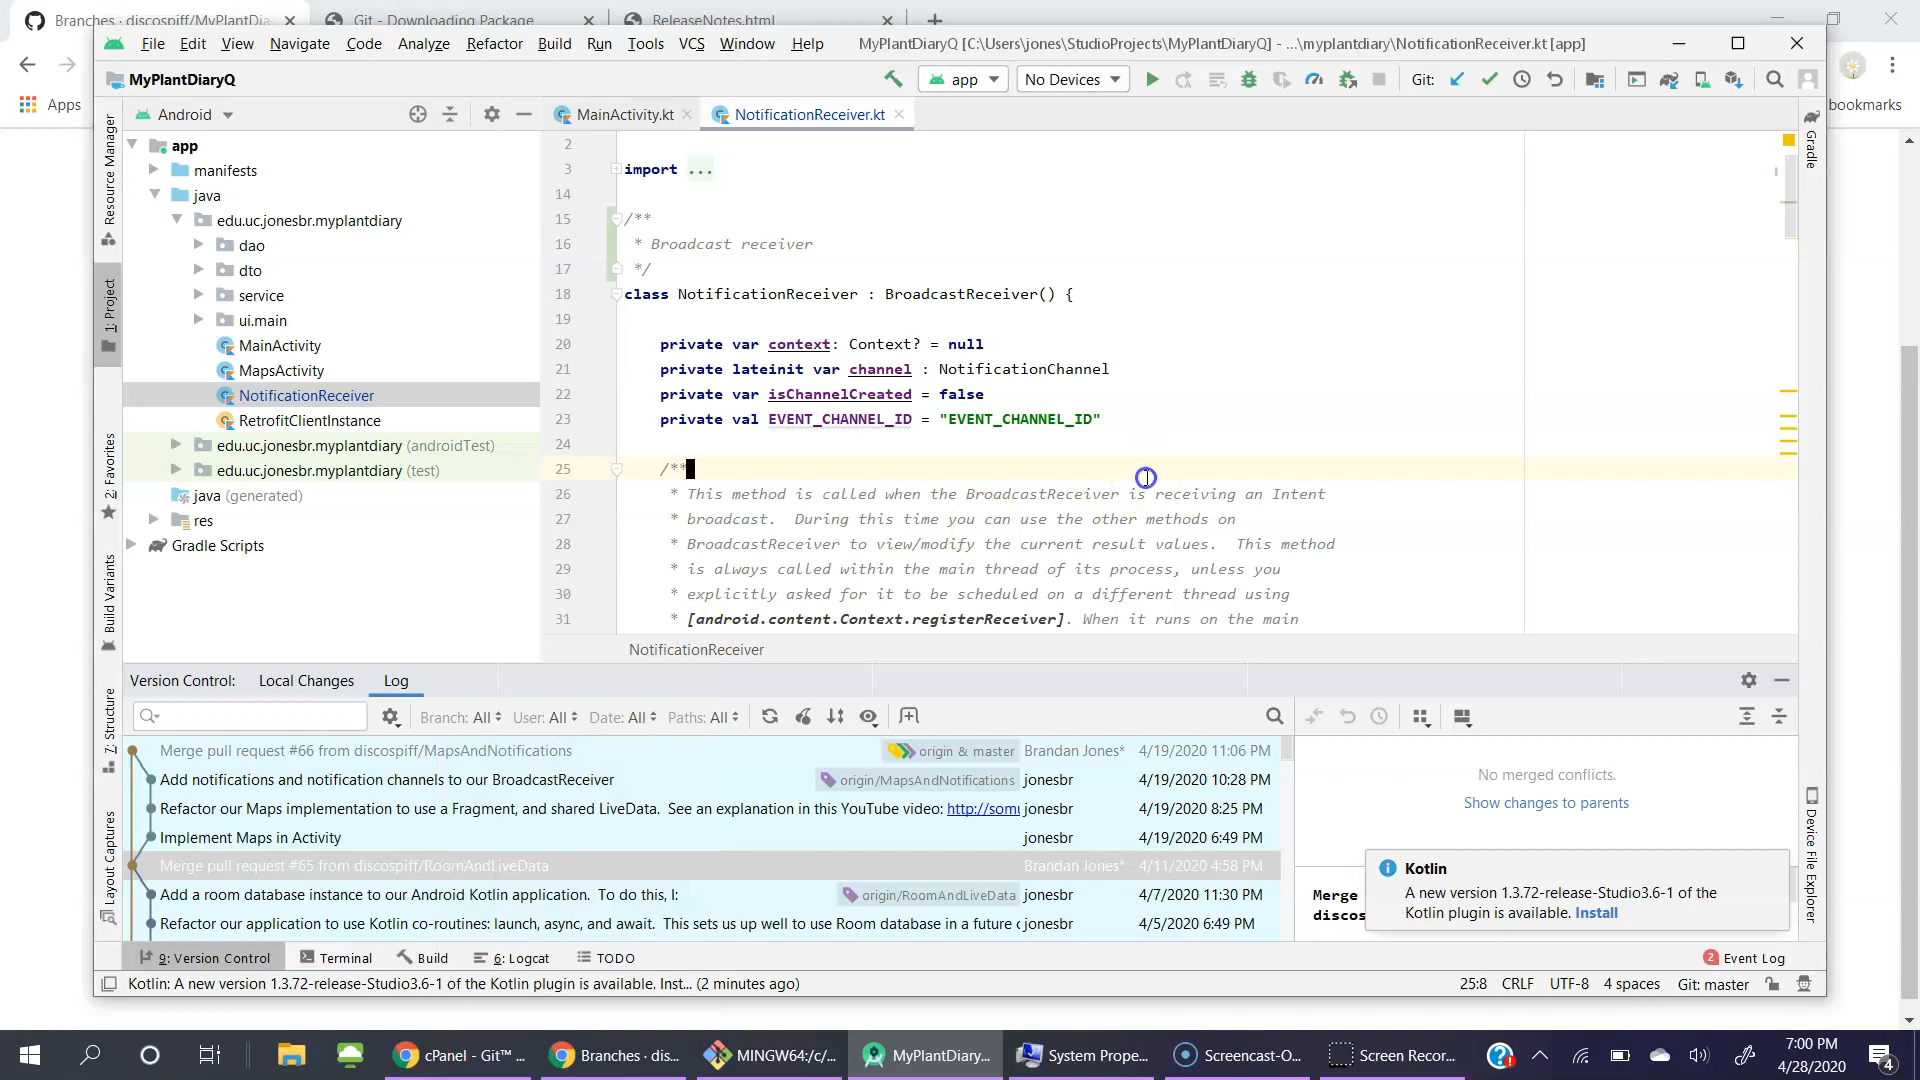 Branches · discospiff/MyPlantDia
Git - Downloading Package
ReleaseNotes.html
File Edit View Navigate Code Analyze Refactor Build Run Tools VCS Window Help MyPlantDiaryQ [C:\Users\jones\StudioProjects\MyPlantDiaryQ] - ...\myplantdiary\NotificationReceiver.kt [app]
MyPlantDiaryQ
app
No Devices
Git:
Apps
bookmarks
Android
MainActivity.kt
NotificationReceiver.kt
Resource Manager
1: Project
2: Favorites
Build Variants
7: Structure
Layout Captures
Gradle
Device File Explorer
app
manifests
java
edu.uc.jonesbr.myplantdiary
dao
dto
service
ui.main
MainActivity
MapsActivity
NotificationReceiver
RetrofitClientInstance
edu.uc.jonesbr.myplantdiary (androidTest)
edu.uc.jonesbr.myplantdiary (test)
java (generated)
res
Gradle Scripts
2
3 import ...
14
15 /**
16 * Broadcast receiver
17 */
18 class NotificationReceiver : BroadcastReceiver() {
19
20 private var context: Context? = null
21 private lateinit var channel : NotificationChannel
22 private var isChannelCreated = false
23 private val EVENT_CHANNEL_ID = "EVENT_CHANNEL_ID"
24
25 /**
26 * This method is called when the BroadcastReceiver is receiving an Intent
27 * broadcast.  During this time you can use the other methods on
28 * BroadcastReceiver to view/modify the current result values.  This method
29 * is always called within the main thread of its process, unless you
30 * explicitly asked for it to be scheduled on a different thread using
31 * [android.content.Context.registerReceiver]. When it runs on the main
NotificationReceiver
Version Control: Local Changes Log
Branch: All User: All Date: All Paths: All
Merge pull request #66 from discospiff/MapsAndNotifications origin & master Brandan Jones* 4/19/2020 11:06 PM
Add notifications and notification channels to our BroadcastReceiver origin/MapsAndNotifications jonesbr 4/19/2020 10:28 PM
Refactor our Maps implementation to use a Fragment, and shared LiveData.  See an explanation in this YouTube video: http://somu jonesbr 4/19/2020 8:25 PM
Implement Maps in Activity jonesbr 4/19/2020 6:49 PM
Merge pull request #65 from discospiff/RoomAndLiveData Brandan Jones* 4/11/2020 4:58 PM
Add a room database instance to our Android Kotlin application.  To do this, I: origin/RoomAndLiveData jonesbr 4/7/2020 11:30 PM
Refactor our application to use Kotlin co-routines: launch, async, and await.  This sets us up well to use Room database in a future c jonesbr 4/5/2020 6:49 PM
No merged conflicts.
Show changes to parents
Merge
discos
Kotlin
A new version 1.3.72-release-Studio3.6-1 of the
Kotlin plugin is available. Install
9: Version Control Terminal Build 6: Logcat TODO 2 Event Log
Kotlin: A new version 1.3.72-release-Studio3.6-1 of the Kotlin plugin is available. Inst... (2 minutes ago) 25:8 CRLF UTF-8 4 spaces Git: master
cPanel - Git™ ...
Branches · dis...
MINGW64:/c/...
MyPlantDiary...
System Prope...
Screencast-O...
Screen Recor...
7:00 PM
4/28/2020
4